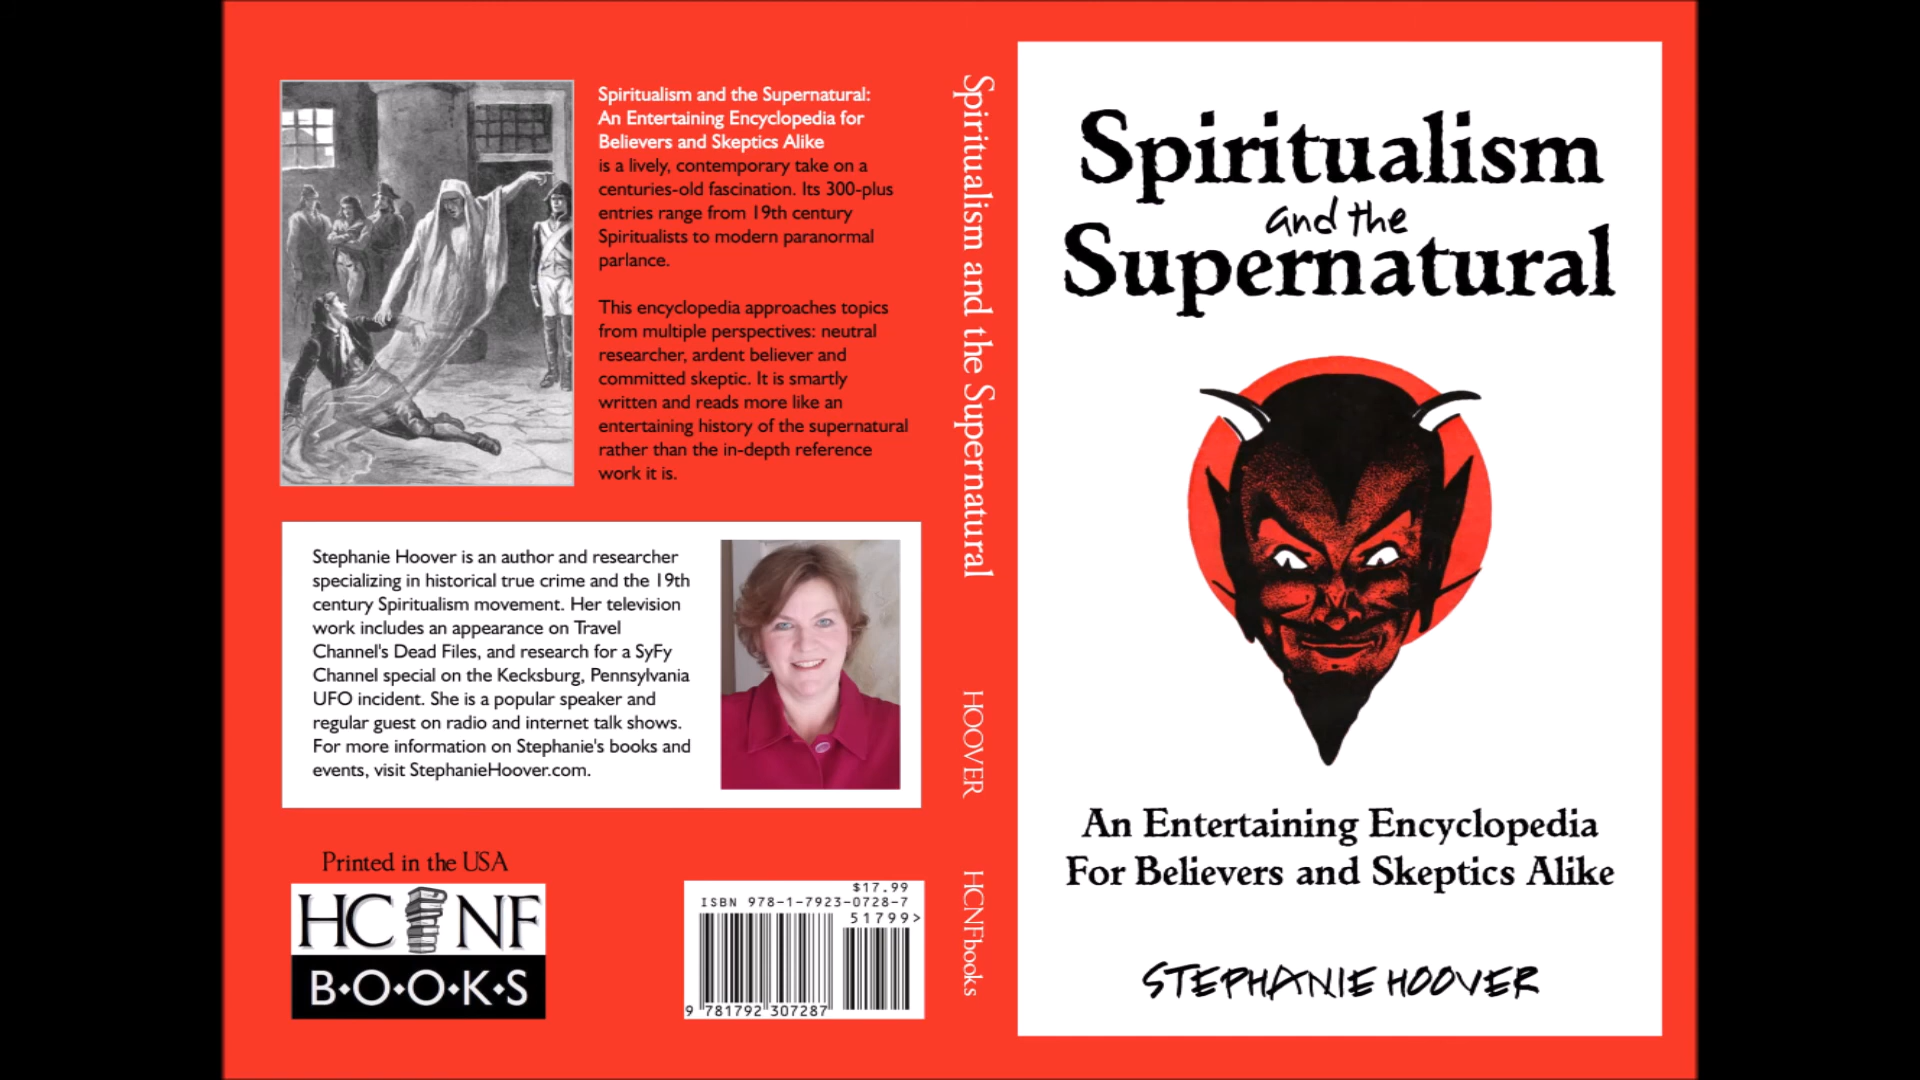 Spiritualism and the Supernatural:
An Entertaining Encyclopedia for
Believers and Skeptics Alike
is a lively, contemporary take on a
centuries-old fascination. Its 300-plus
entries range from 19th century
Spiritualists to modern paranormal
parlance.
This encyclopedia approaches topics
from multiple perspectives: neutral
researcher, ardent believer and
committed skeptic. It is smartly
written and reads more like an
entertaining history of the supernatural
rather than the in-depth reference
work it is.
Stephanie Hoover is an author and researcher
specializing in historical true crime and the 19th
century Spiritualism movement. Her television
work includes an appearance on Travel
Channel's Dead Files, and research for a SyFy
Channel special on the Kecksburg, Pennsylvania
UFO incident. She is a popular speaker and
regular guest on radio and internet talk shows.
For more information on Stephanie's books and
events, visit StephanieHoover.com.
Printed in the USA
HC NF
B•O•O•K•S
$17.99
ISBN 978-1-7923-0728-7
51799>
9 781792 307287
Spiritualism and the Supernatural
HOOVER
HCNFbooks
Spiritualism
and the
Supernatural
An Entertaining Encyclopedia
For Believers and Skeptics Alike
STEPHANIE HOOVER